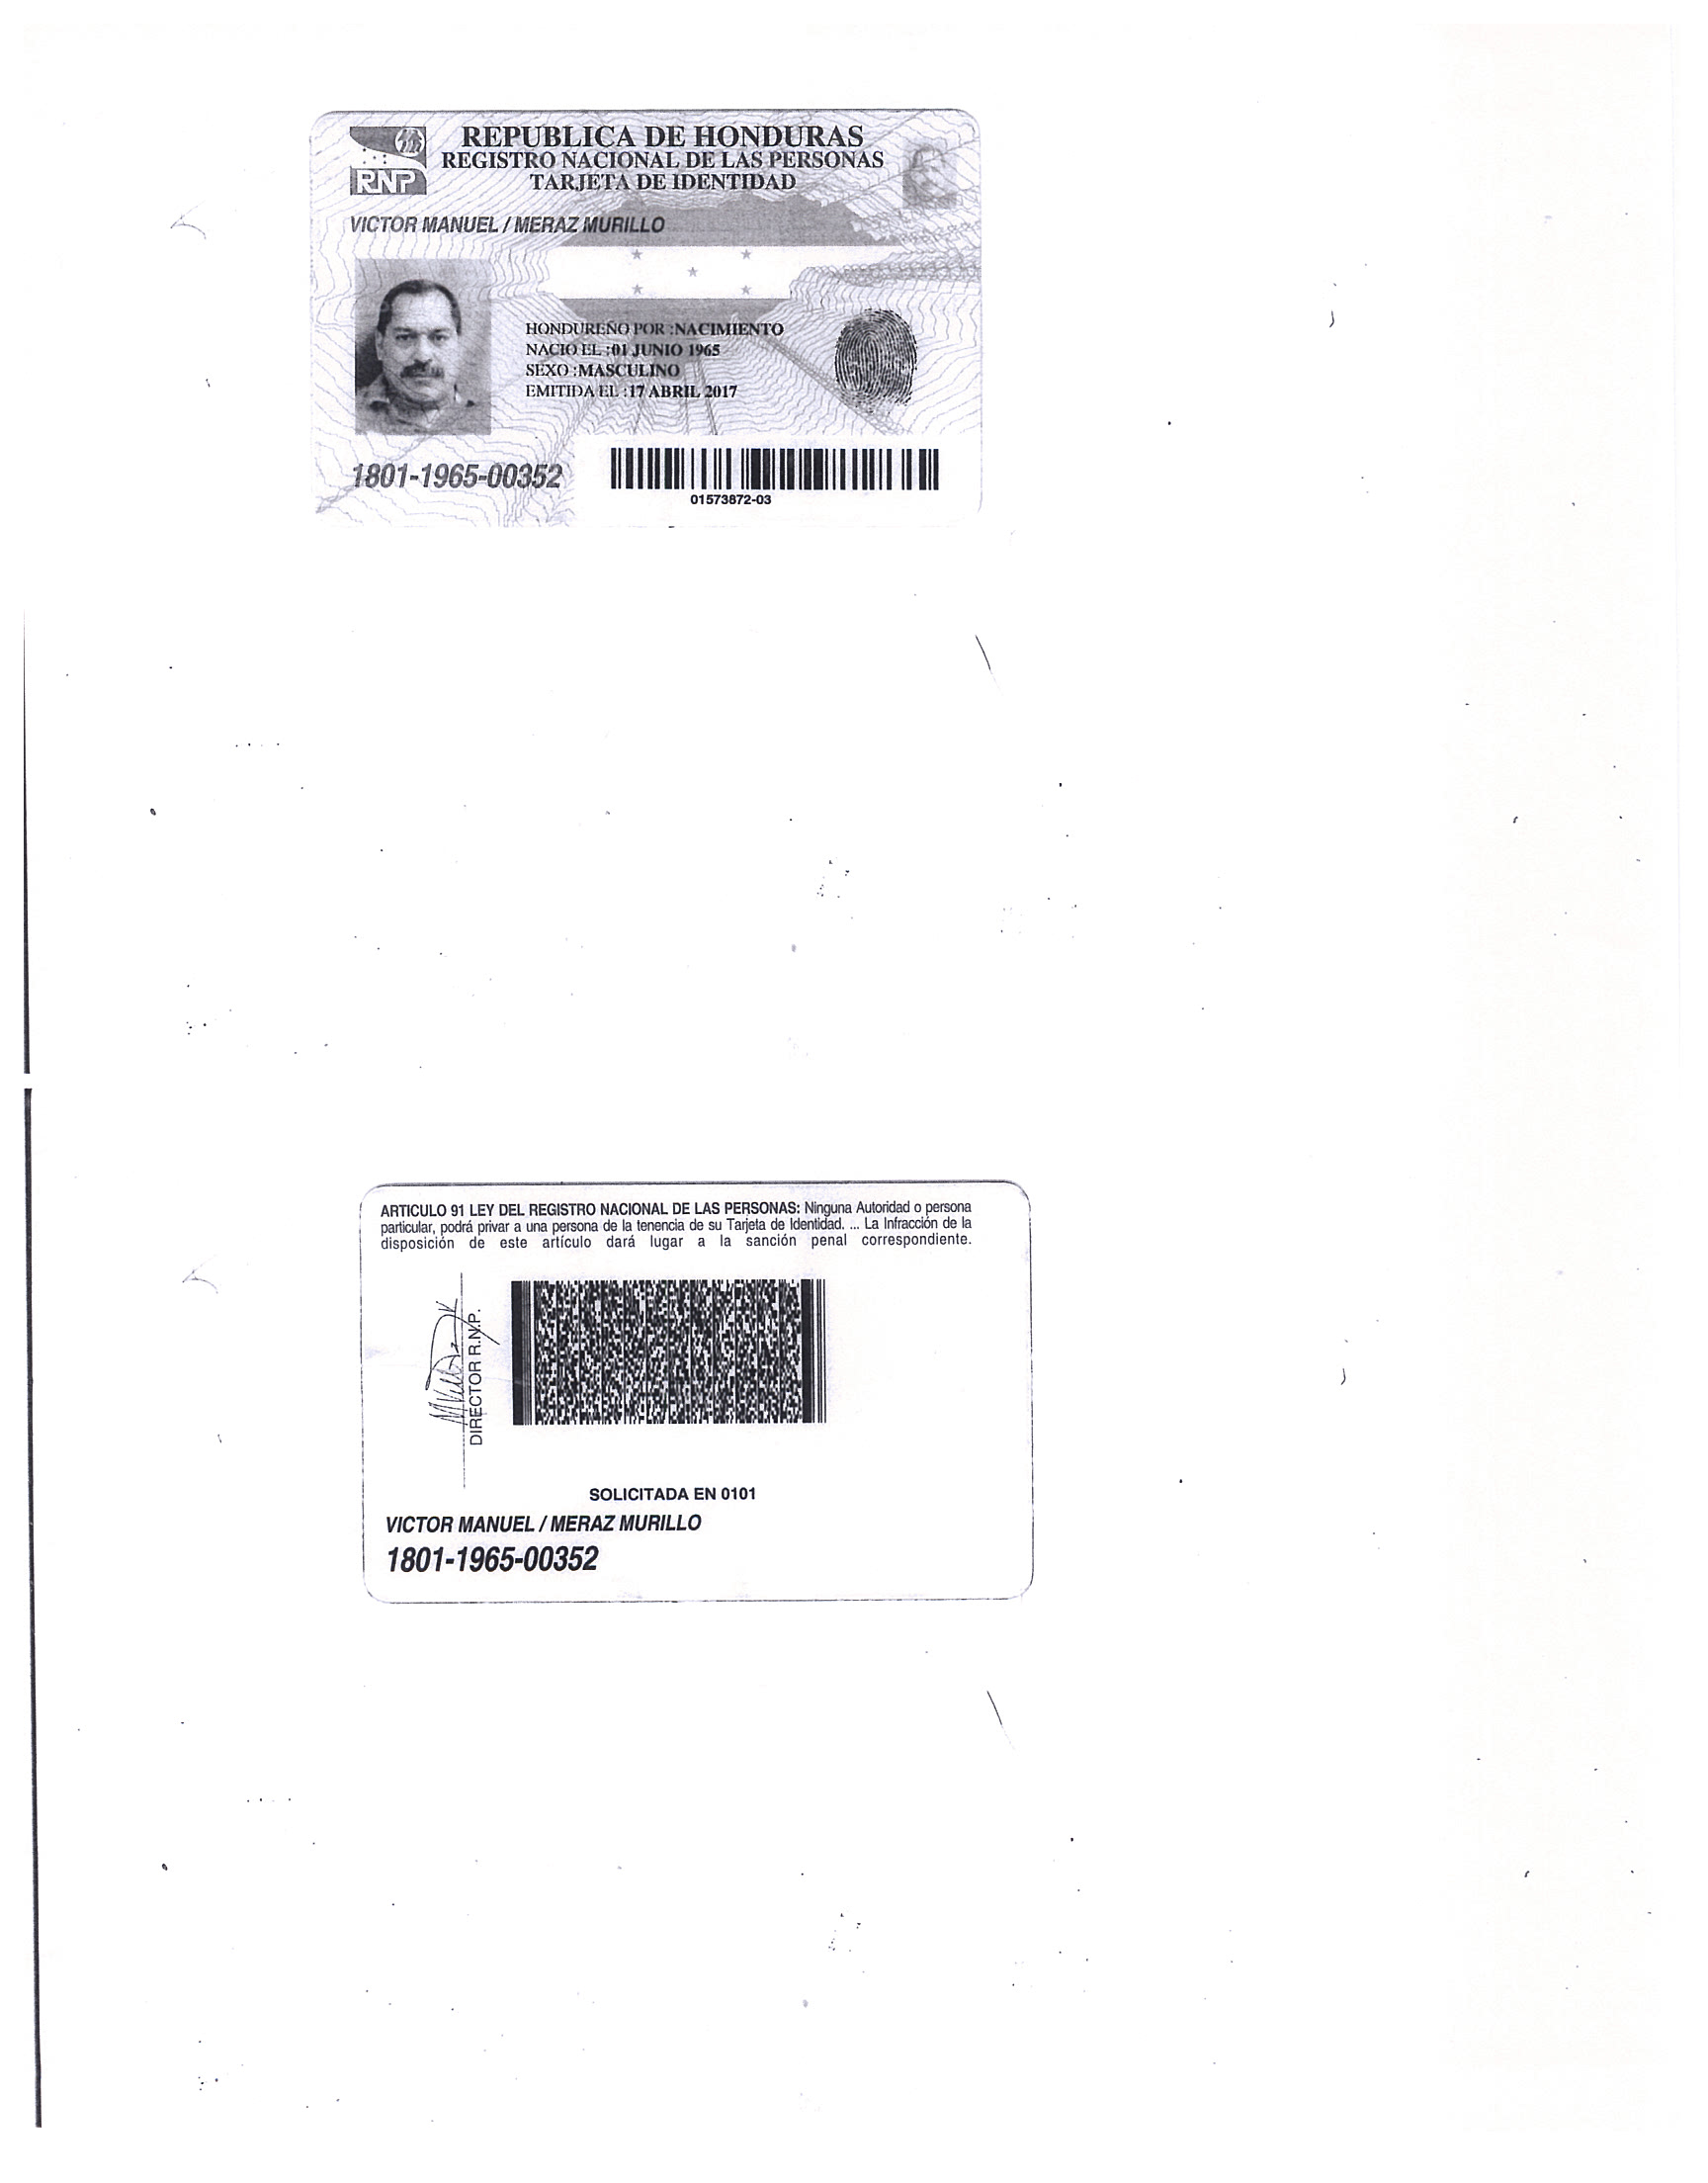 REPUBLICA DE HONDURAS
REGISTRO NACIONAL DE LAS PERSONAS
TARJETA DE IDENTIDAD
RNP
VICTOR MANUEL / MERAZ MURILLO
HONDUREÑO POR :NACIMIENTO
NACIO EL :01 JUNIO 1965
SEXO :MASCULINO
EMITIDA EL :17 ABRIL 2017
1801-1965-00352
01573872-03
ARTICULO 91 LEY DEL REGISTRO NACIONAL DE LAS PERSONAS: Ninguna Autoridad o persona
particular, podrá privar a una persona de la tenencia de su Tarjeta de Identidad. ... La Infracción de la
disposición de este artículo dará lugar a la sanción penal correspondiente.
DIRECTOR R.N.P.
SOLICITADA EN 0101
VICTOR MANUEL / MERAZ MURILLO
1801-1965-00352